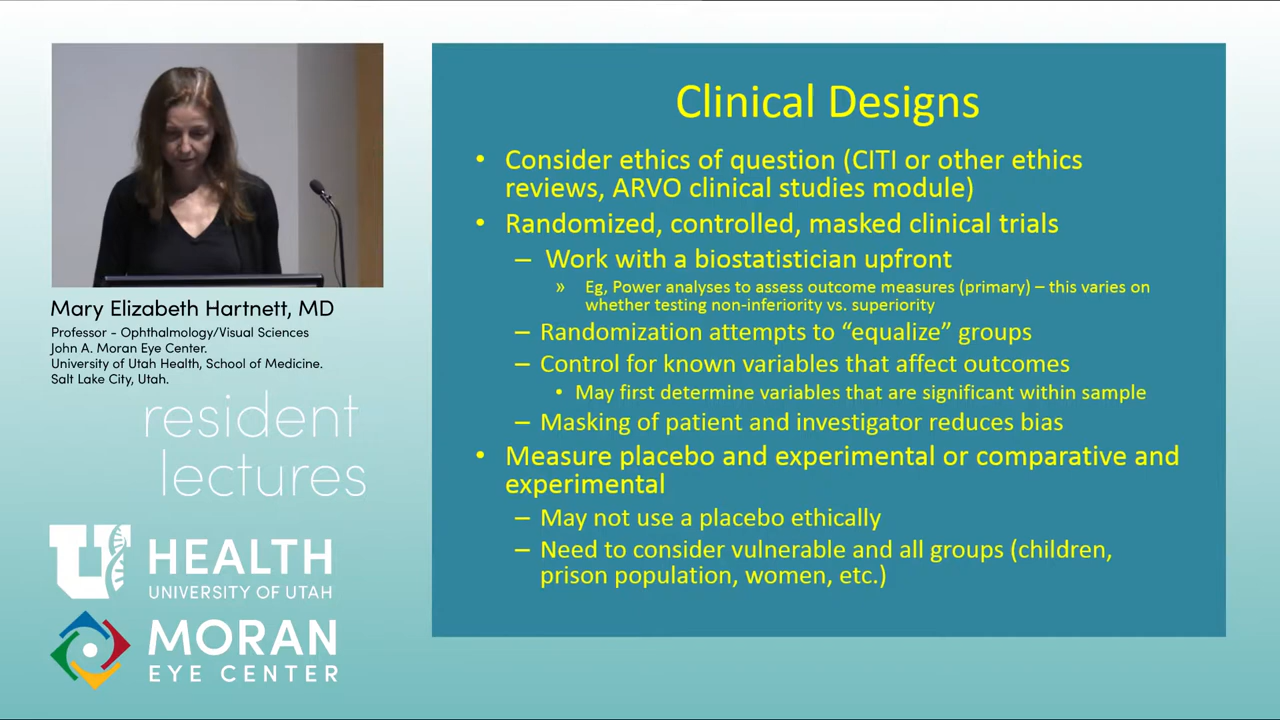 Mary Elizabeth Hartnett, MD
Professor - Ophthalmology/Visual Sciences
John A. Moran Eye Center.
University of Utah Health, School of Medicine.
Salt Lake City, Utah.
resident
lectures
U HEALTH
UNIVERSITY OF UTAH
MORAN
EYE CENTER
Clinical Designs
• Consider ethics of question (CITI or other ethics
reviews, ARVO clinical studies module)
• Randomized, controlled, masked clinical trials
– Work with a biostatistician upfront
» Eg, Power analyses to assess outcome measures (primary) – this varies on
whether testing non-inferiority vs. superiority
– Randomization attempts to “equalize” groups
– Control for known variables that affect outcomes
• May first determine variables that are significant within sample
– Masking of patient and investigator reduces bias
• Measure placebo and experimental or comparative and
experimental
– May not use a placebo ethically
– Need to consider vulnerable and all groups (children,
prison population, women, etc.)